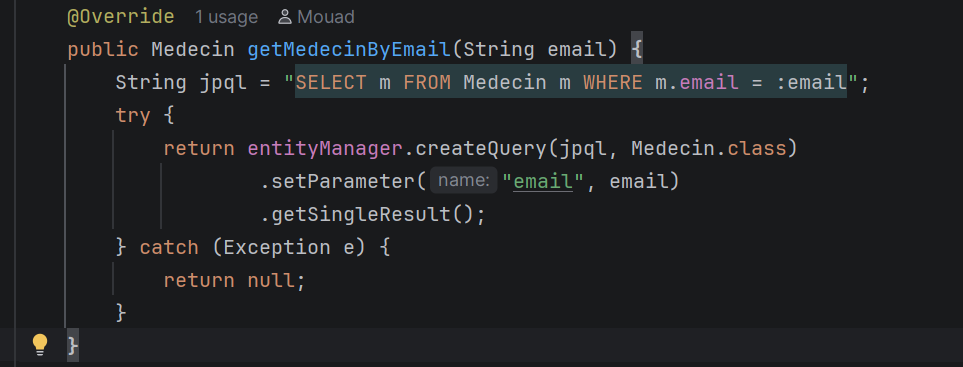 @Override 1 usage Mouad
public Medecin getMedecinByEmail(String email) {
String jpql = "SELECT m FROM Medecin m WHERE m.email = :email";
try {
return entityManager.createQuery(jpql, Medecin.class)
.setParameter( name: "email", email)
.getSingleResult();
} catch (Exception e) {
return null;
}
}